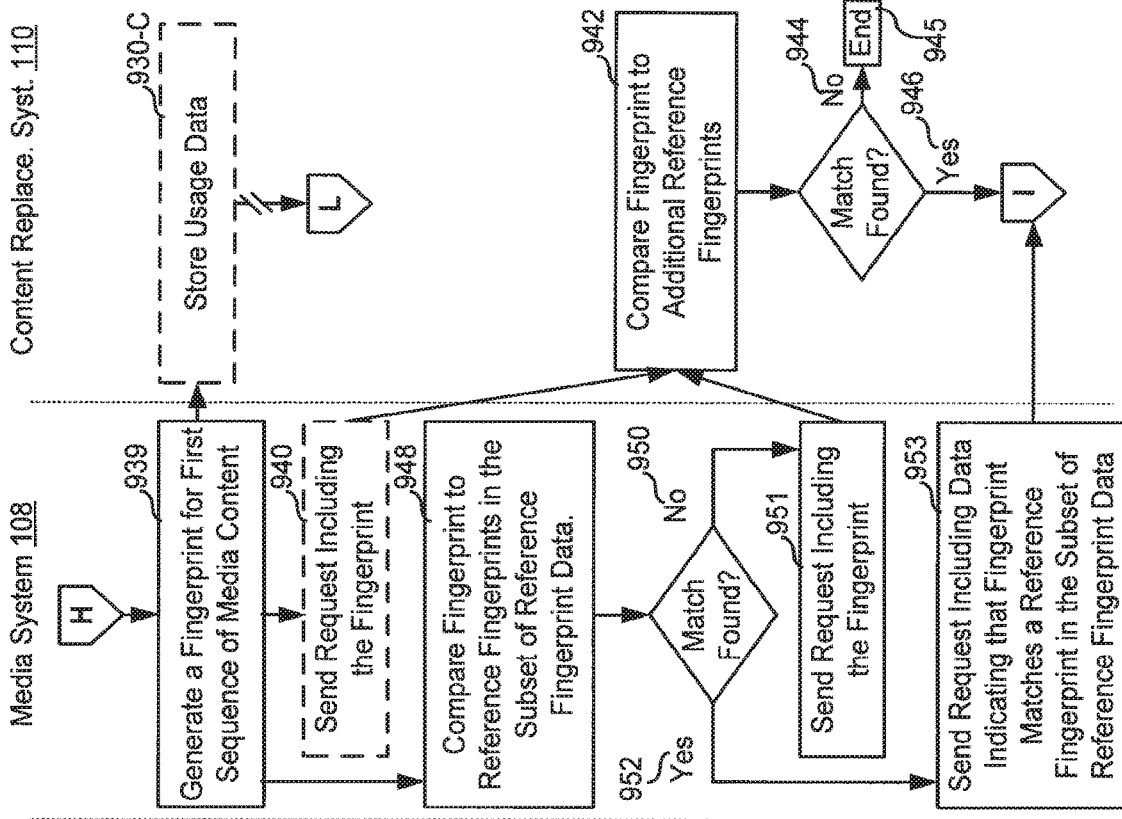 Media System 108
Content Replace. Syst. 110
H
939
Generate a Fingerprint for First
Sequence of Media Content
930-C
Store Usage Data
L
940
Send Request Including
the Fingerprint
948
Compare Fingerprint to
Reference Fingerprints in the
Subset of Reference
Fingerprint Data.
942
Compare Fingerprint to
Additional Reference
Fingerprints
952
Yes
Match
Found?
No
950
951
Send Request Including
the Fingerprint
Match
Found?
944
No
End
945
946
Yes
953
Send Request Including Data
Indicating that Fingerprint
Matches a Reference
Fingerprint in the Subset of
Reference Fingerprint Data
I